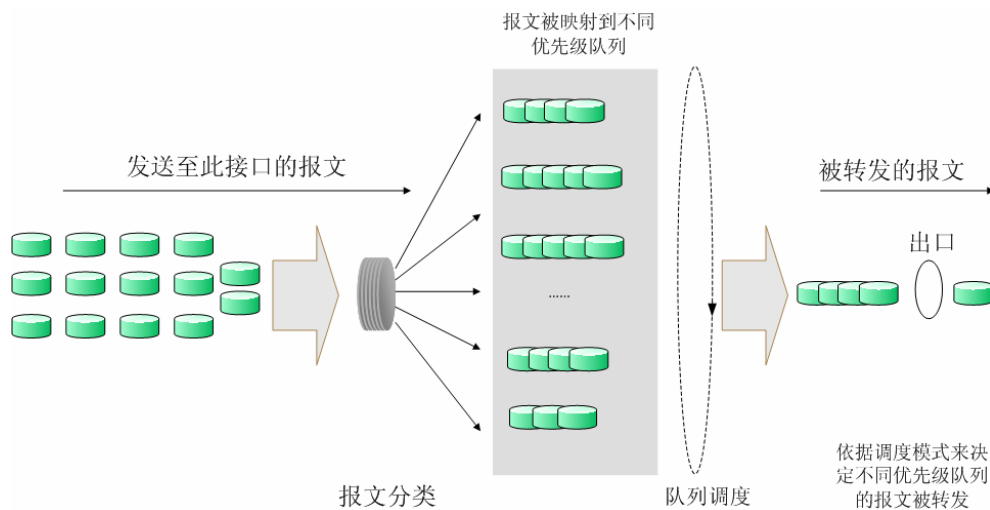 报文被映射到不同
优先级队列
发送至此接口的报文
被转发的报文
出口
......
报文分类
队列调度
依据调度模式来决
定不同优先级队列
的报文被转发